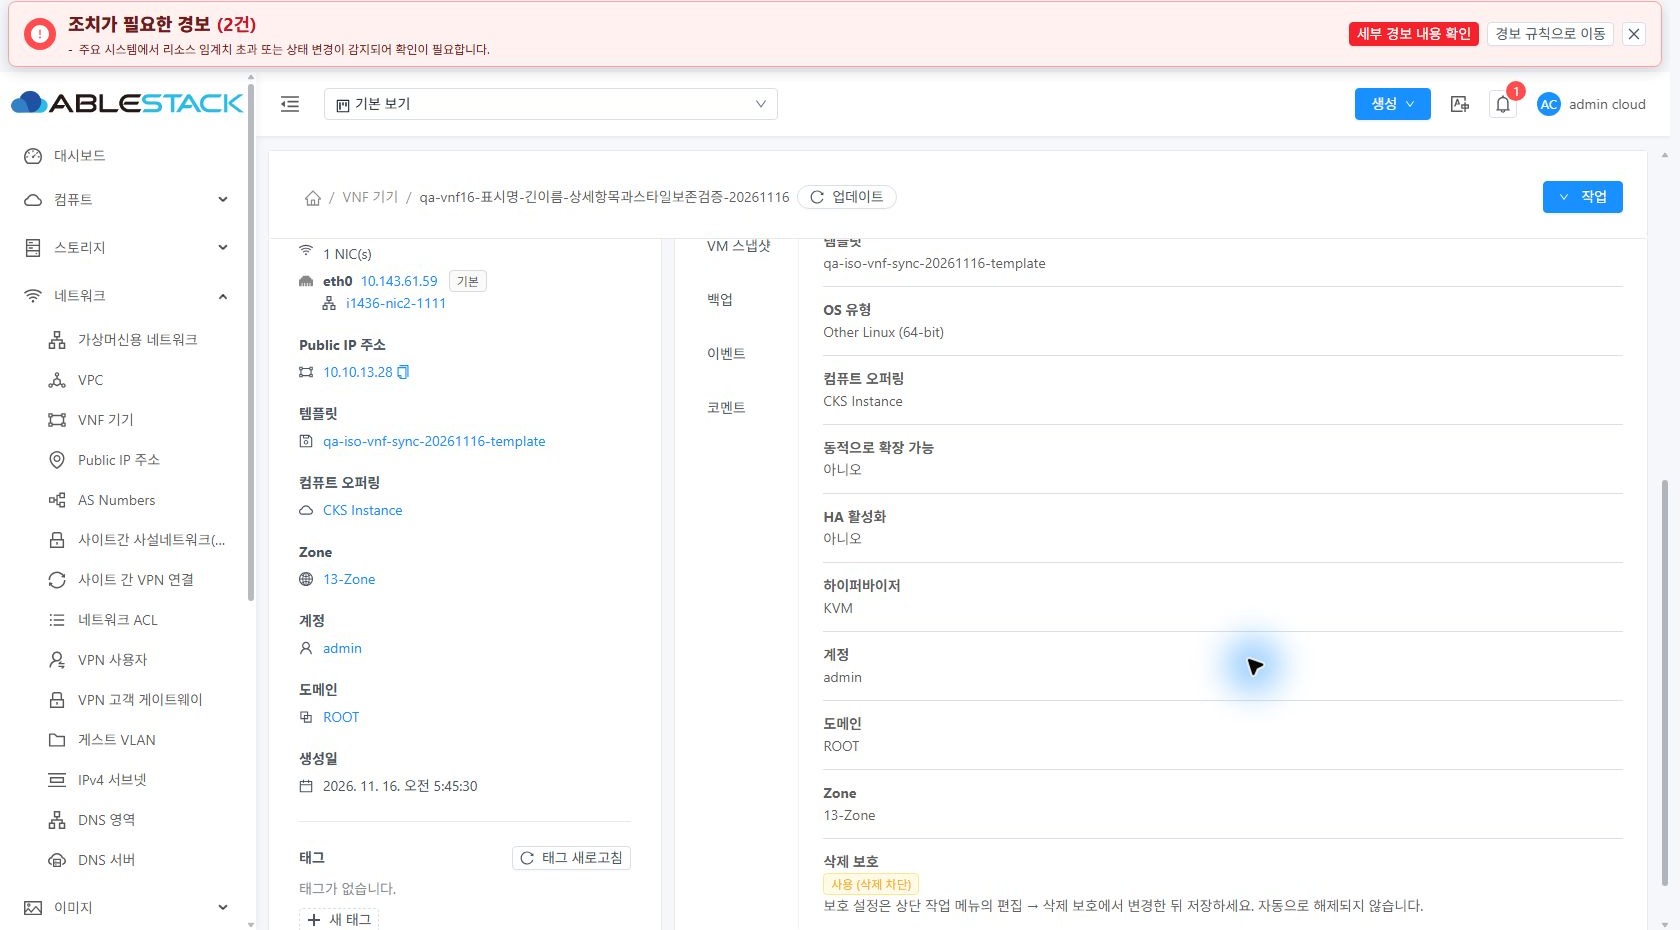 조치가 필요한 경보 (2건)
- 주요 시스템에서 리소스 임계치 초과 또는 상태 변경이 감지되어 확인이 필요합니다.
세부 경보 내용 확인
경보 규칙으로 이동
ABLESTACK
기본 보기
생성
1
AC
admin cloud
대시보드
컴퓨트
스토리지
네트워크
가상머신용 네트워크
VPC
VNF 기기
Public IP 주소
AS Numbers
사이트간 사설네트워크(...
사이트 간 VPN 연결
네트워크 ACL
VPN 사용자
VPN 고객 게이트웨이
게스트 VLAN
IPv4 서브넷
DNS 영역
DNS 서버
이미지
/ VNF 기기 / qa-vnf16-표시명-긴이름-상세항목과스타일보존검증-20261116
업데이트
작업
1 NIC(s)
eth0 10.143.61.59 기본
i1436-nic2-1111
Public IP 주소
10.10.13.28
템플릿
qa-iso-vnf-sync-20261116-template
컴퓨트 오퍼링
CKS Instance
Zone
13-Zone
계정
admin
도메인
ROOT
생성일
2026. 11. 16. 오전 5:45:30
태그
태그 새로고침
태그가 없습니다.
새 태그
VM 스냅샷
백업
이벤트
코멘트
템플릿
qa-iso-vnf-sync-20261116-template
OS 유형
Other Linux (64-bit)
컴퓨트 오퍼링
CKS Instance
동적으로 확장 가능
아니오
HA 활성화
아니오
하이퍼바이저
KVM
계정
admin
도메인
ROOT
Zone
13-Zone
삭제 보호
사용 (삭제 차단)
보호 설정은 상단 작업 메뉴의 편집 → 삭제 보호에서 변경한 뒤 저장하세요. 자동으로 해제되지 않습니다.